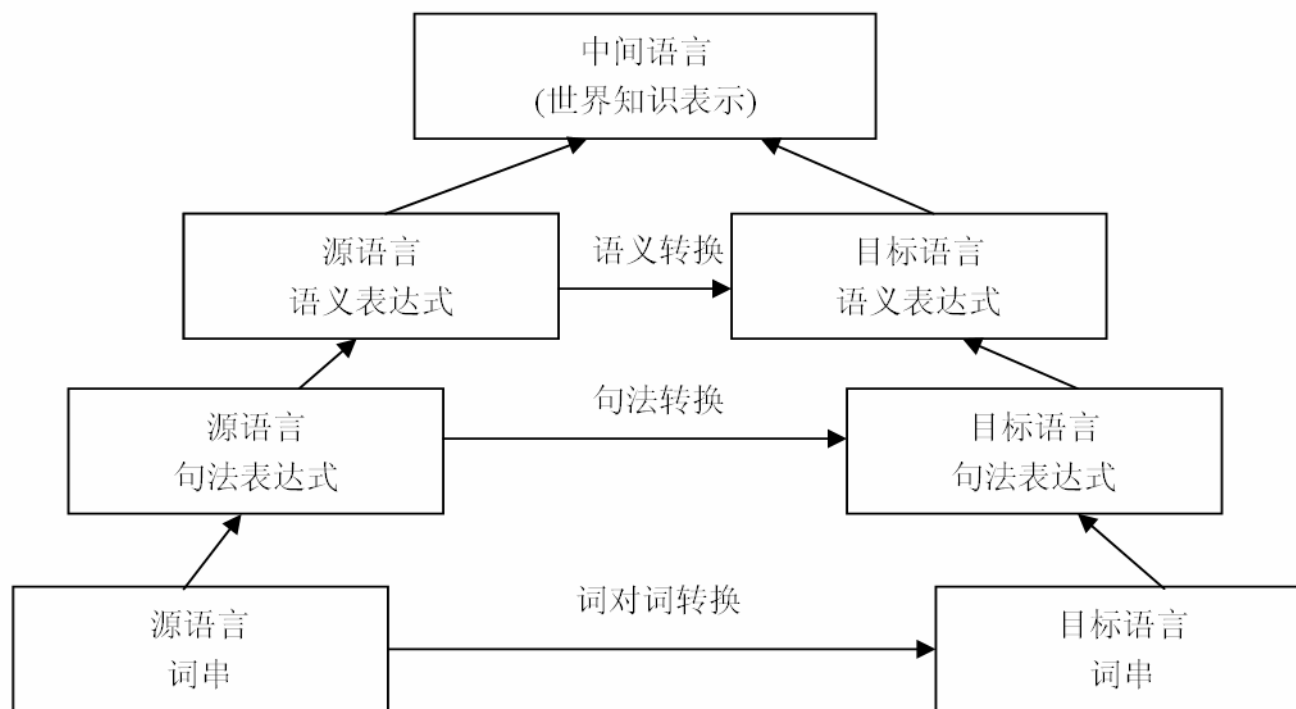 中间语言
(世界知识表示)
源语言
语义表达式
语义转换
目标语言
语义表达式
源语言
句法表达式
句法转换
目标语言
句法表达式
源语言
词串
词对词转换
目标语言
词串